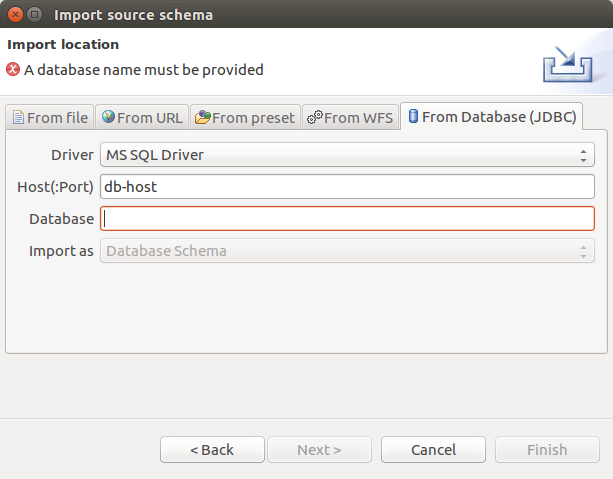 Import source schema
Import location
A database name must be provided
From file From URL From preset From WFS From Database (JDBC)
Driver MS SQL Driver
Host(:Port) db-host
Database
Import as Database Schema
< Back Next > Cancel Finish